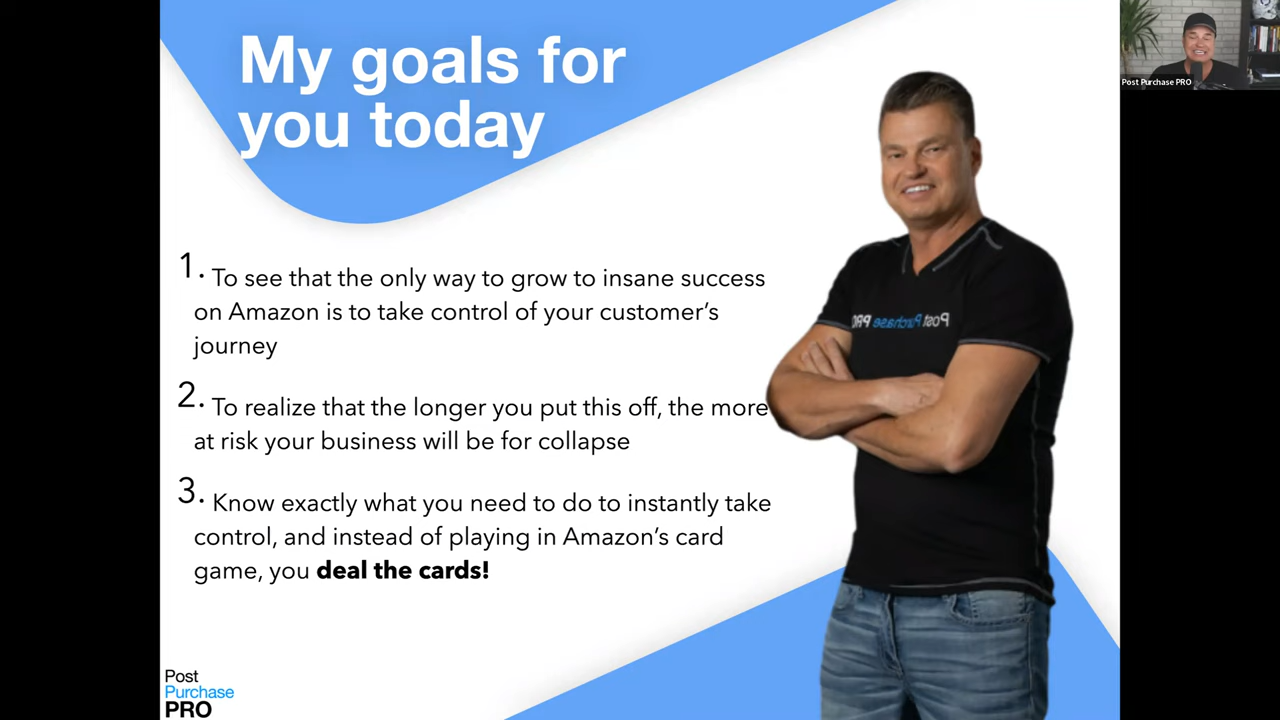 My goals for
you today
Post Purchase PRO
1. To see that the only way to grow to insane success
on Amazon is to take control of your customer's
journey
Post Purchase PRO
2. To realize that the longer you put this off, the more
at risk your business will be for collapse
3. Know exactly what you need to do to instantly take
control, and instead of playing in Amazon's card
game, you deal the cards!
Post
Purchase
PRO